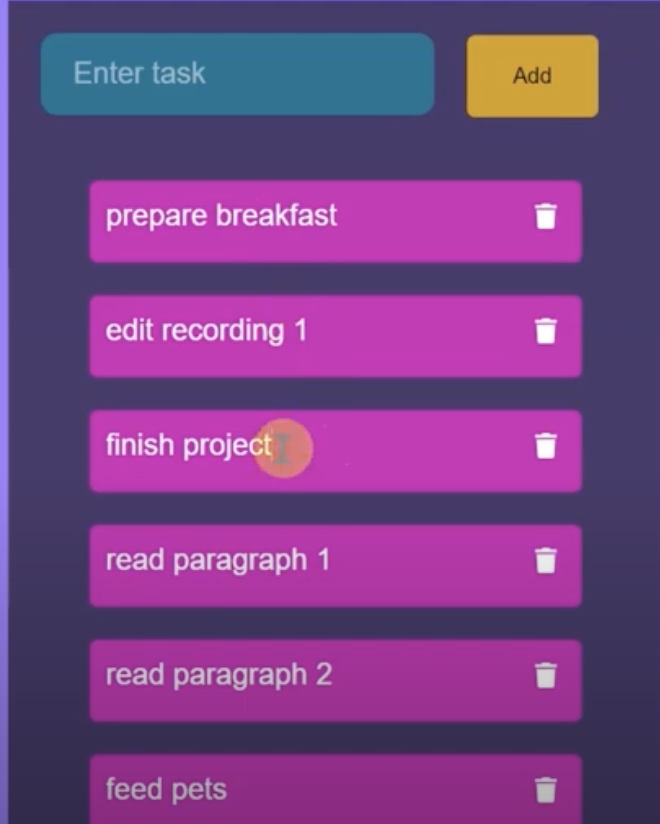 Enter task
Add
prepare breakfast
edit recording 1
finish project
read paragraph 1
read paragraph 2
feed pets